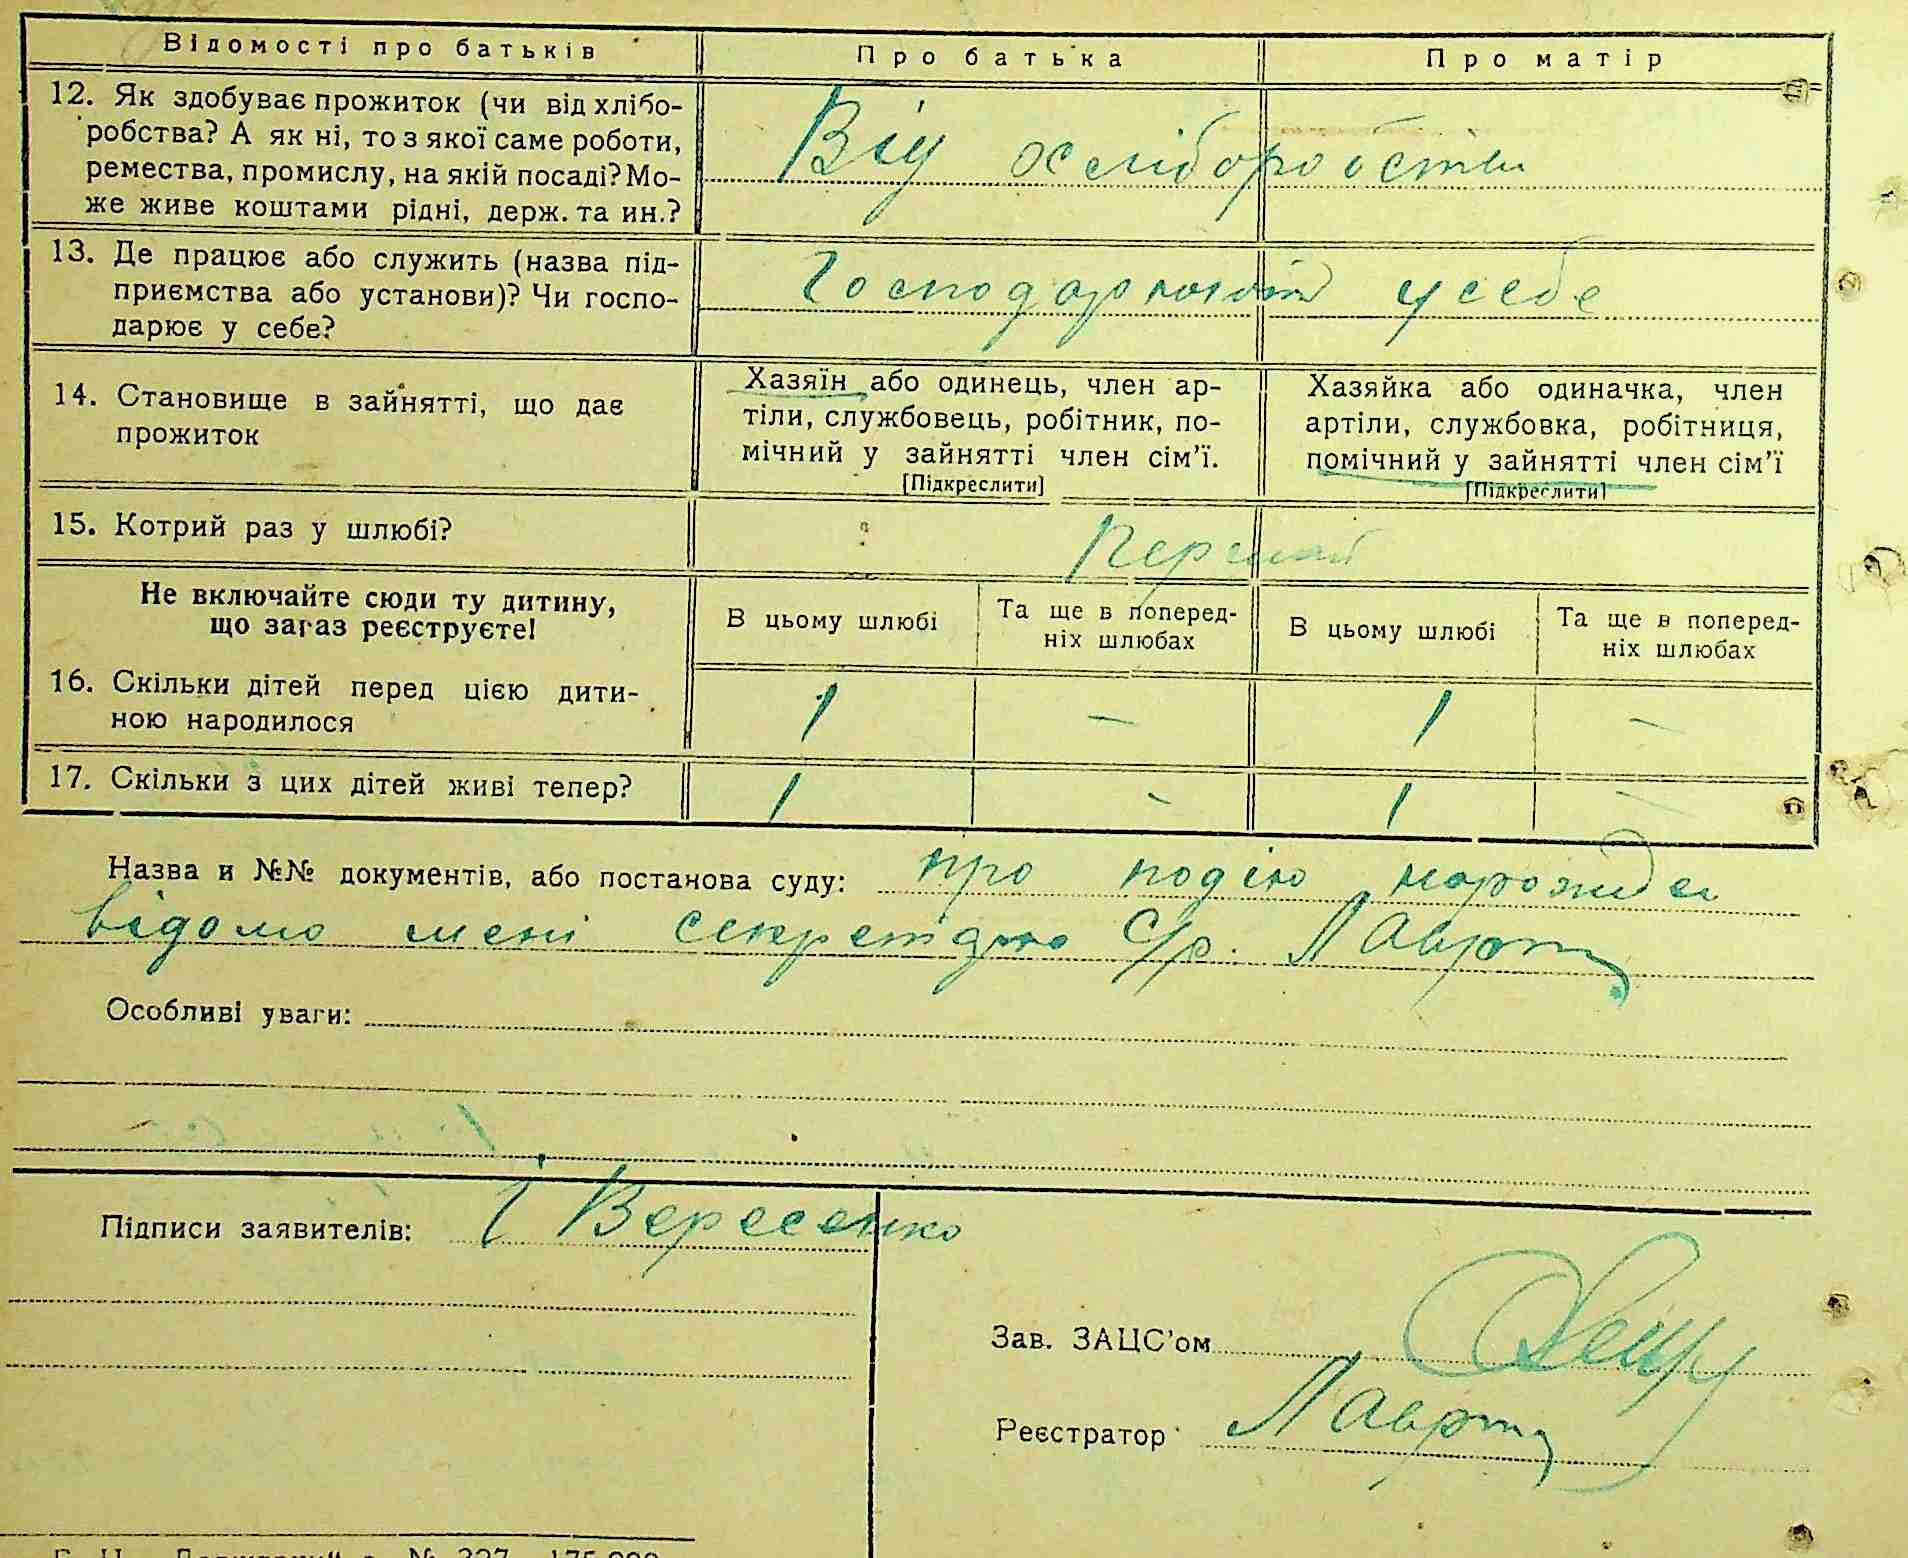 Відомості про батьків
Про батька
Про матір
12. Як здобуває прожиток (чи від хлібо-
робства? А як ні, то з якої саме роботи,
ремества, промислу, на якій посаді? Мо-
же живе коштами рідні, держ. та ин.?
Від хліборобства
13. Де працює або служить (назва під-
приємства або установи)? Чи госпо-
дарює у себе?
у себе
14. Становище в зайнятті, що дає
прожиток
Хазяїн або одинець, член ар-
тіли, службовець, робітник, по-
мічний у зайнятті член сім'ї.
[Підкреслити]
Хазяйка або одиначка, член
артіли, службовка, робітниця,
помічний у зайнятті член сім'ї
[Підкреслити]
15. Котрий раз у шлюбі?
Перший
Не включайте сюди ту дитину,
що зараз реєструєте!
В цьому шлюбі
Та ще в поперед-
ніх шлюбах
В цьому шлюбі
Та ще в поперед-
ніх шлюбах
16. Скільки дітей перед цією дити-
ною народилося
1 – 1 –
17. Скільки з цих дітей живі тепер?
1 - 1 –
Назва и №№ документів, або постанова суду: про подію
відомо мені секретарю С/р.
Особливі уваги:
Підписи заявителів: І Вересенко
Зав. ЗАЦС'ом
Реєстратор
№ 327 175.000